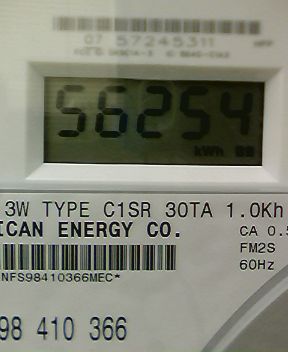 07 57245311
56254
kWh
3W TYPE C1SR 30TA 1.0Kh
ICAN ENERGY CO.
CA 0.5
FM2S
60Hz
NFS98410366MEC*
98 410 366